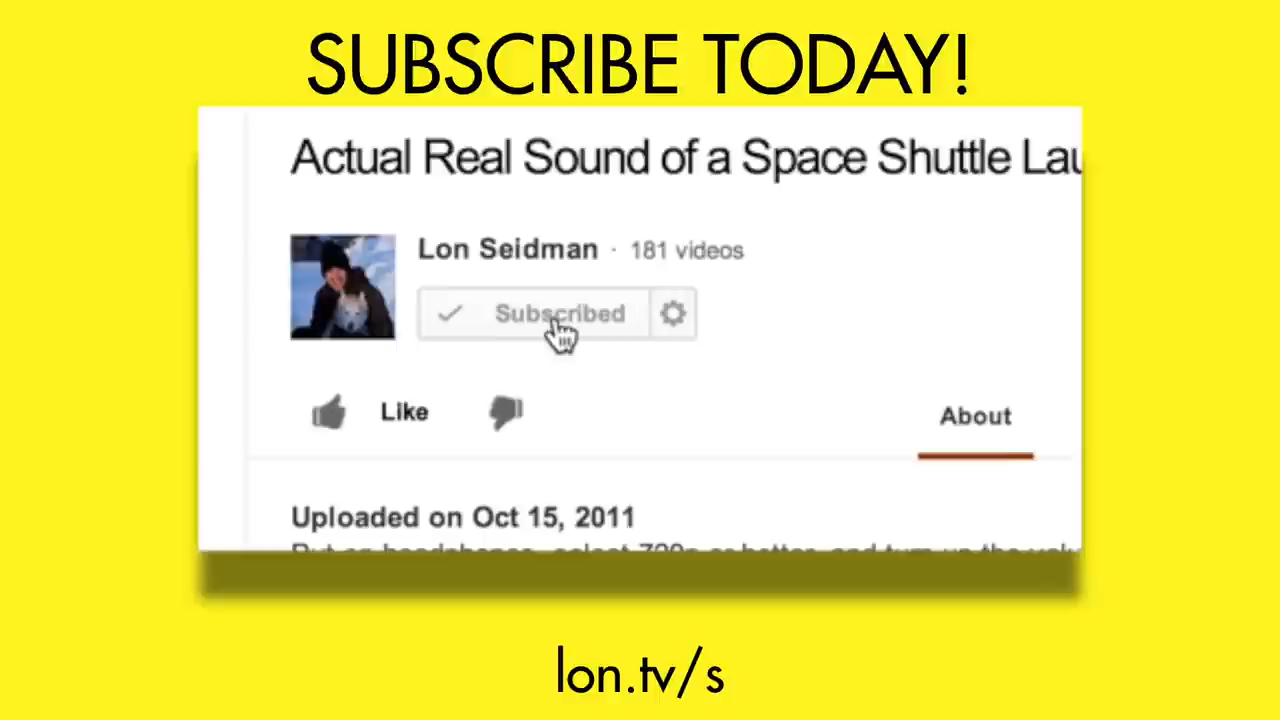 SUBSCRIBE TODAY!
Actual Real Sound of a Space Shuttle
Lon Seidman · 181 videos
Subscribed
Like
About
Uploaded on Oct 15, 2011
lon.tv/s